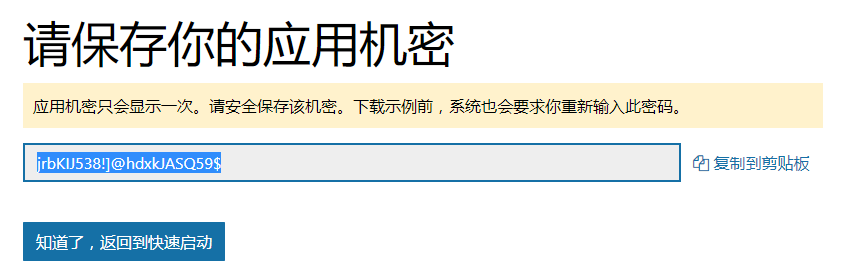 请保存你的应用机密
应用机密只会显示一次。请安全保存该机密。下载示例前，系统也会要求你重新输入此密码。
jrbKIJ538!]@hdxkJASQ59$
复制到剪贴板
知道了，返回到快速启动